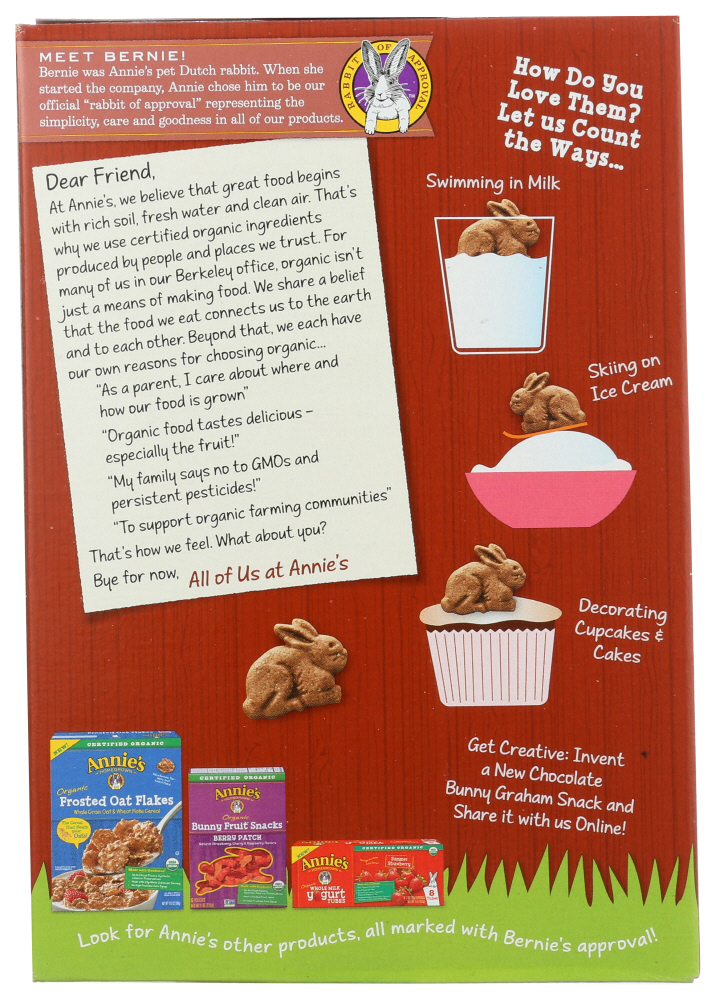 MEET BERNIE!
Bernie was Annie's pet Dutch rabbit. When she
started the company, Annie chose him to be our
official "rabbit of approval" representing the
simplicity, care and goodness in all of our products.
RABBIT OF APPROVAL
TM
How Do You
Love Them?
Let us Count
the Ways...
Dear Friend,
At Annie's, we believe that great food begins
with rich soil, fresh water and clean air. That's
why we use certified organic ingredients
produced by people and places we trust. For
many of us in our Berkeley office, organic isn't
just a means of making food. We share a belief
that the food we eat connects us to the earth
and to each other. Beyond that, we each have
our own reasons for choosing organic...
"As a parent, I care about where and
how our food is grown"
"Organic food tastes delicious –
especially the fruit!"
"My family says no to GMOs and
persistent pesticides!"
"To support organic farming communities"
That's how we feel. What about you?
Bye for now, All of Us at Annie's
Swimming in Milk
Skiing on
Ice Cream
Decorating
Cupcakes &
Cakes
Get Creative: Invent
a New Chocolate
Bunny Graham Snack and
Share it with us Online!
NEW!
CERTIFIED ORGANIC
Annie's
HOMEGROWN
Organic
Frosted Oat Flakes
Whole Grain Oat & Wheat Flake Cereal
CERTIFIED ORGANIC
Annie's
Organic
Bunny Fruit Snacks
BERRY PATCH
CERTIFIED ORGANIC
Annie's
WHOLE MILK
yogurt
TUBES
Summer
Strawberry
8
Look for Annie's other products, all marked with Bernie's approval!